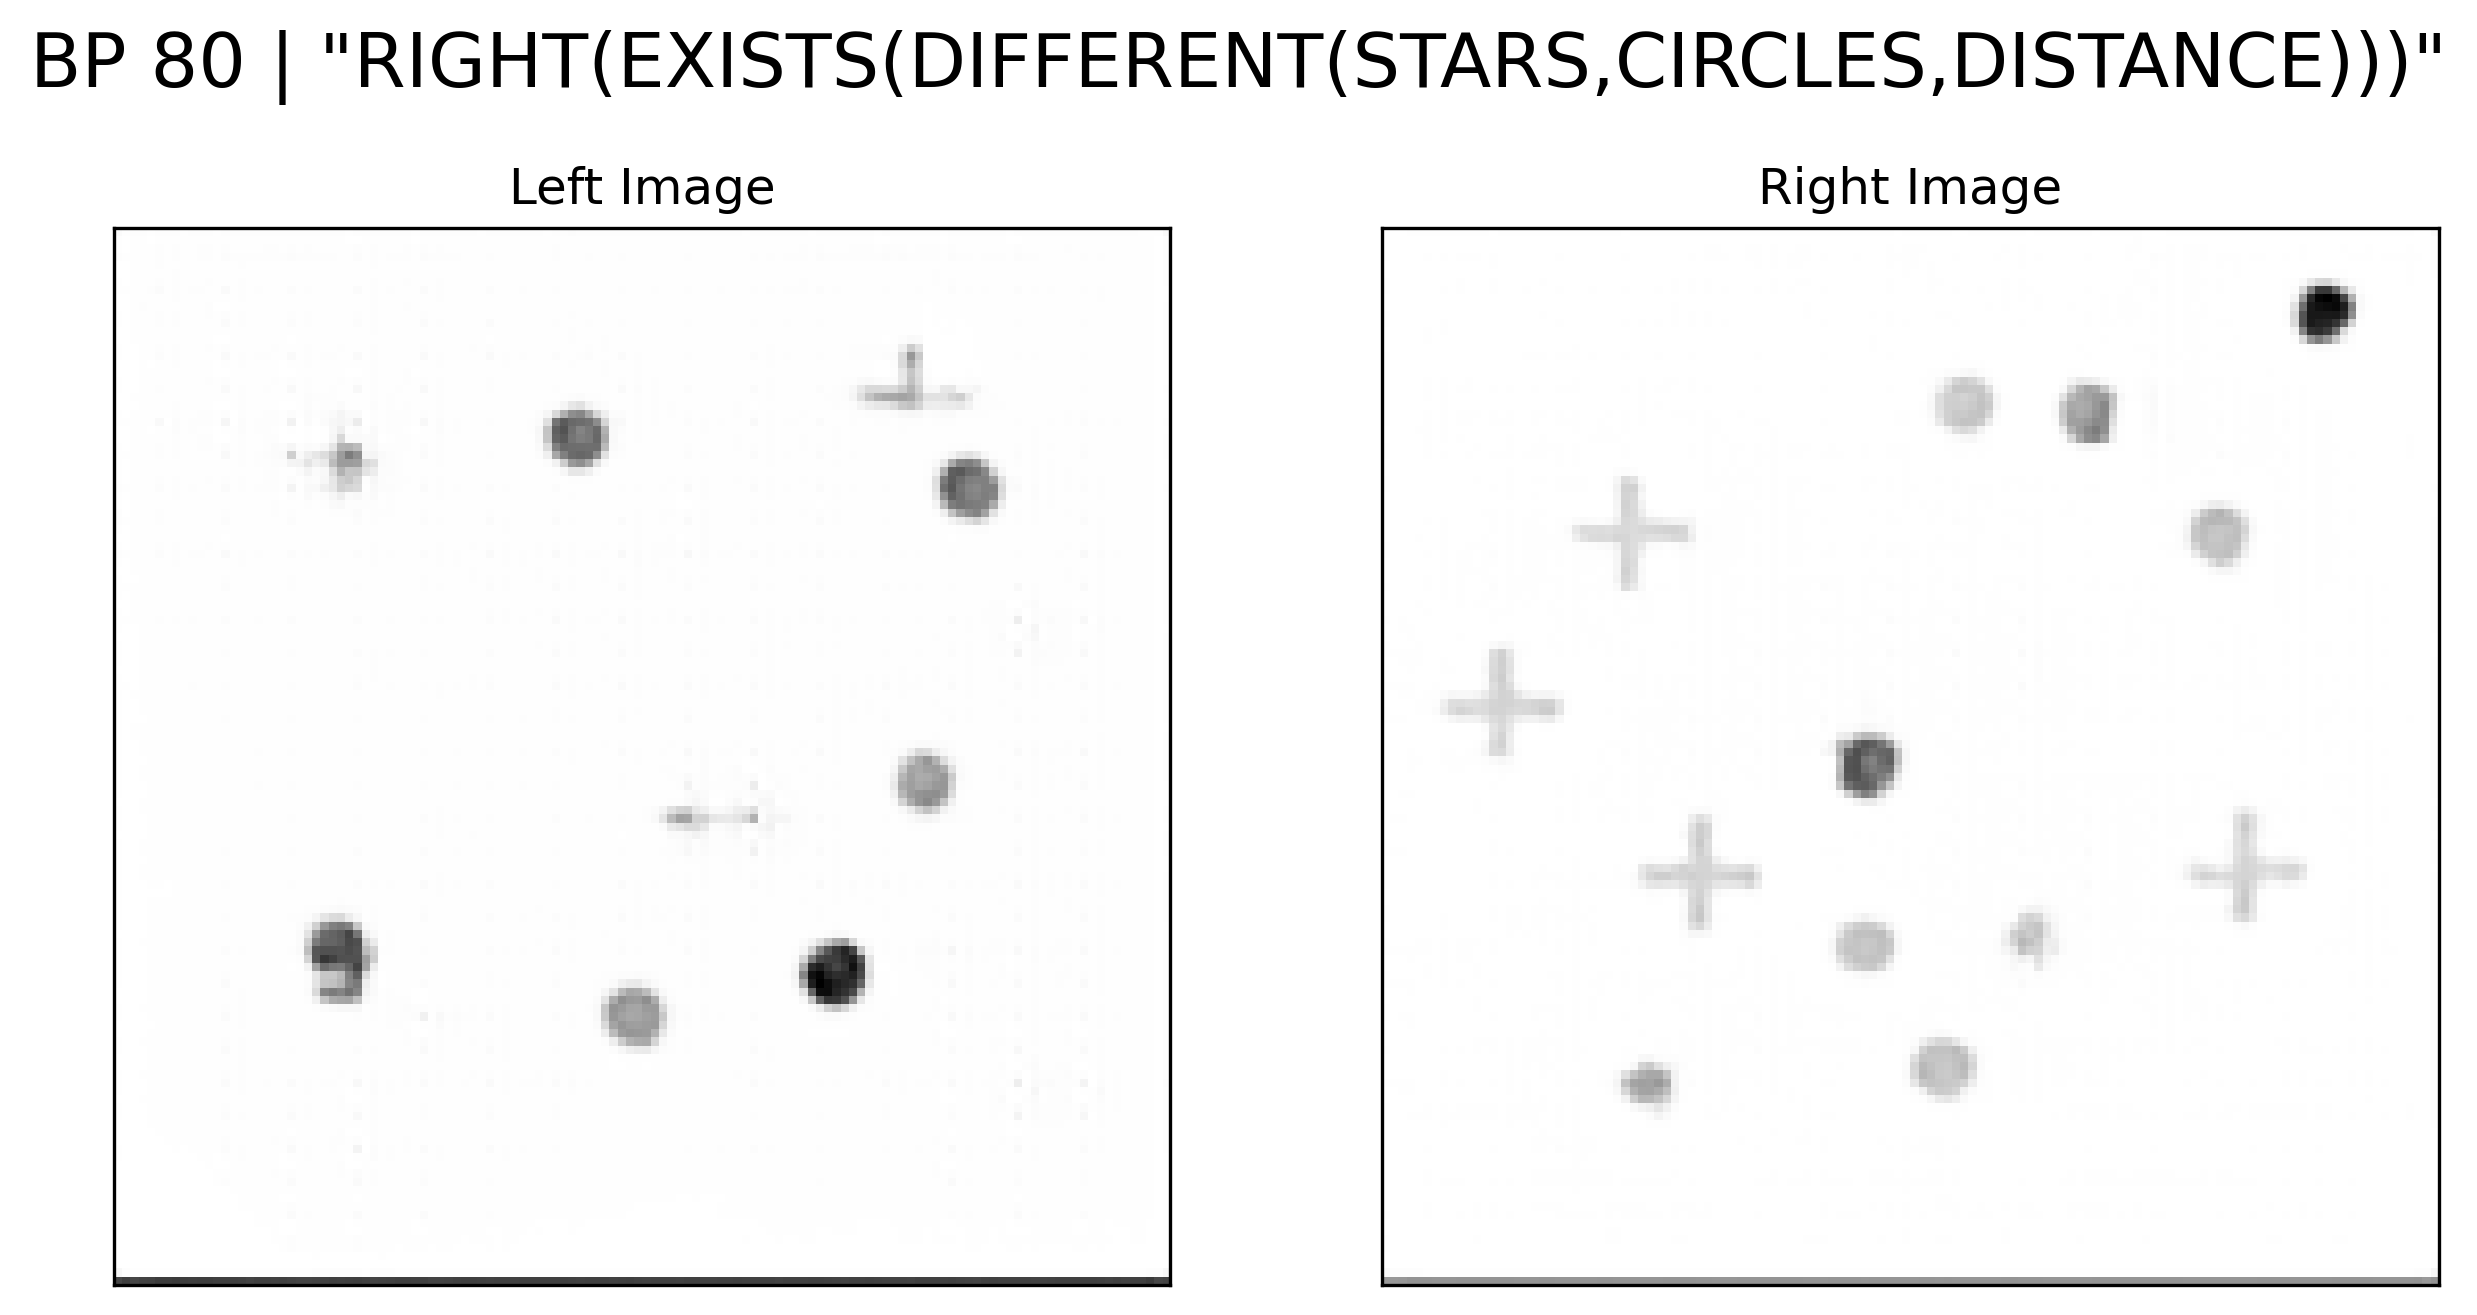 BP 80 | "RIGHT(EXISTS(DIFFERENT(STARS,CIRCLES,DISTANCE)))"
Left Image
Right Image